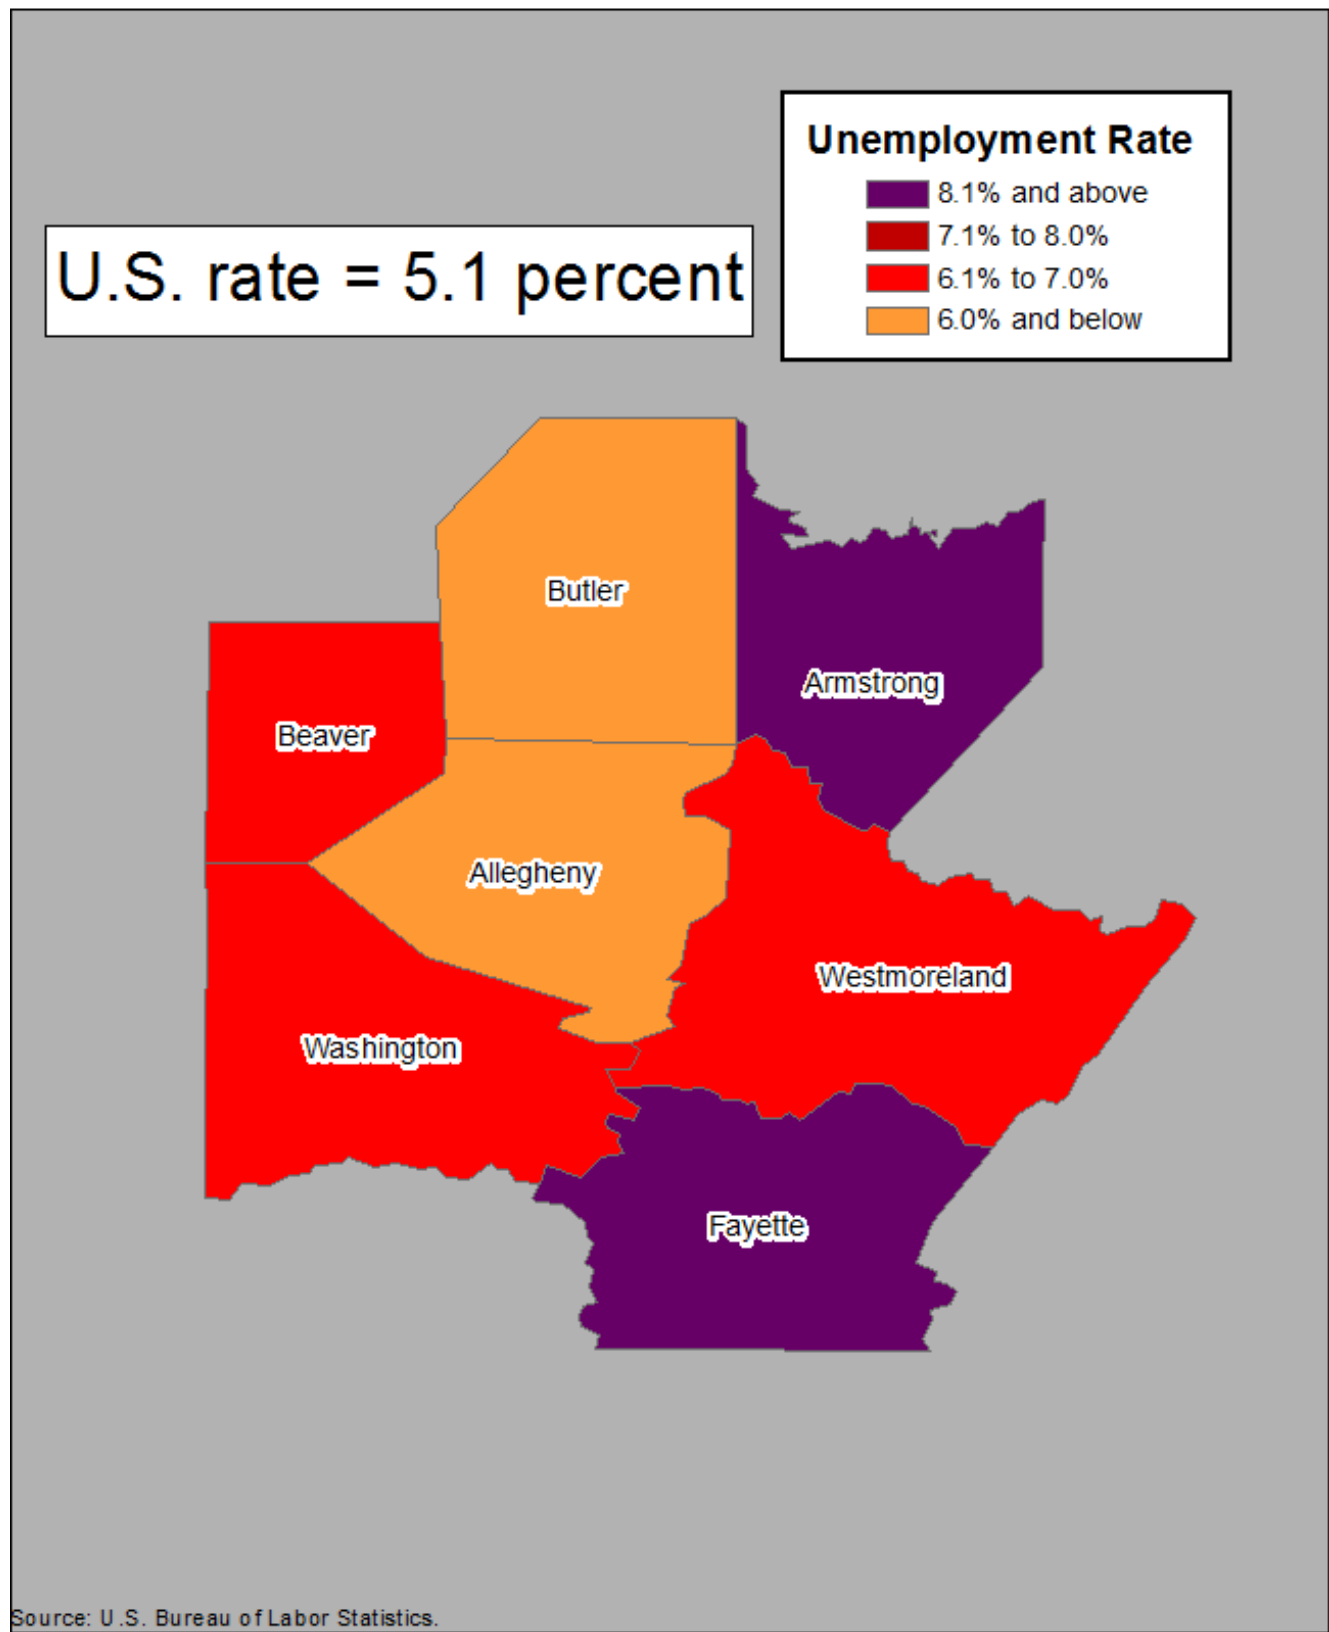 Unemployment Rate
8.1% and above
7.1% to 8.0%
6.1% to 7.0%
6.0% and below
U.S. rate = 5.1 percent
Butler
Armstrong
Beaver
Allegheny
Westmoreland
Washington
Fayette
Source: U.S. Bureau of Labor Statistics.